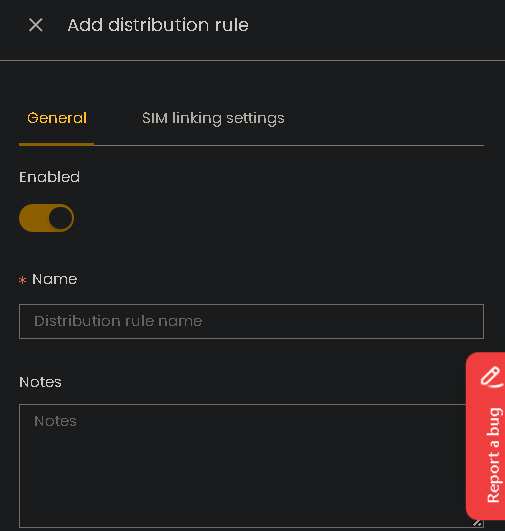 Add distribution rule
General
SIM linking settings
Enabled
* Name
Distribution rule name
Notes
Notes
Report a bug